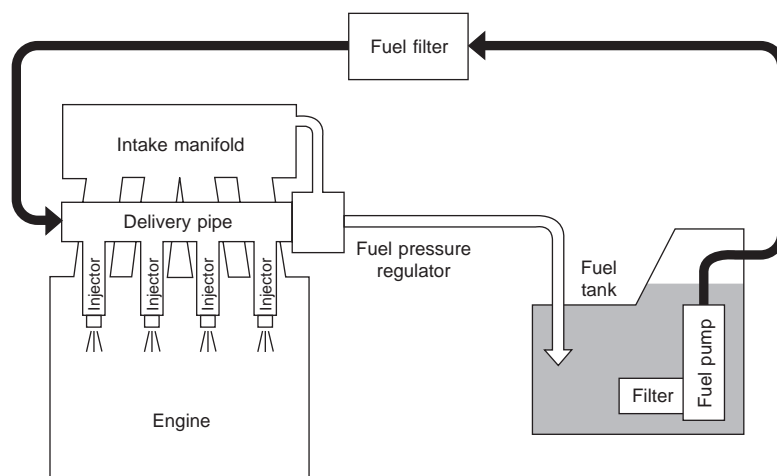 Fuel filter
Intake manifold
Delivery pipe
Fuel pressure
regulator
Fuel
tank
Injector
Injector
Injector
Injector
Filter
Fuel pump
Engine